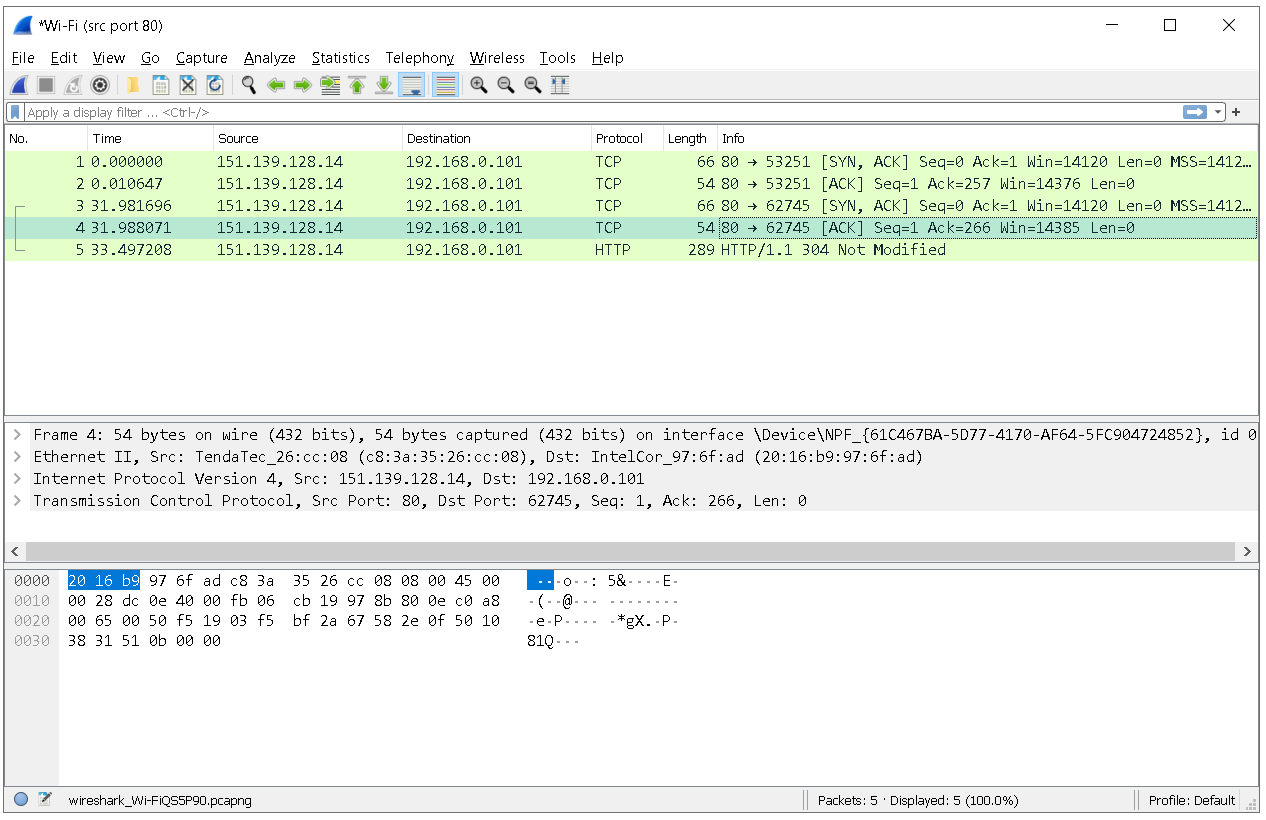 *Wi-Fi (src port 80)
File Edit View Go Capture Analyze Statistics Telephony Wireless Tools Help
Apply a display filter ... <Ctrl-/>
No. Time Source Destination Protocol Length Info
1 0.000000 151.139.128.14 192.168.0.101 TCP 66 80 → 53251 [SYN, ACK] Seq=0 Ack=1 Win=14120 Len=0 MSS=1412…
2 0.010647 151.139.128.14 192.168.0.101 TCP 54 80 → 53251 [ACK] Seq=1 Ack=257 Win=14376 Len=0
3 31.981696 151.139.128.14 192.168.0.101 TCP 66 80 → 62745 [SYN, ACK] Seq=0 Ack=1 Win=14120 Len=0 MSS=1412…
4 31.988071 151.139.128.14 192.168.0.101 TCP 54 80 → 62745 [ACK] Seq=1 Ack=266 Win=14385 Len=0
5 33.497208 151.139.128.14 192.168.0.101 HTTP 289 HTTP/1.1 304 Not Modified
Frame 4: 54 bytes on wire (432 bits), 54 bytes captured (432 bits) on interface \Device\NPF_{61C467BA-5D77-4170-AF64-5FC904724852}, id 0
Ethernet II, Src: TendaTec_26:cc:08 (c8:3a:35:26:cc:08), Dst: IntelCor_97:6f:ad (20:16:b9:97:6f:ad)
Internet Protocol Version 4, Src: 151.139.128.14, Dst: 192.168.0.101
Transmission Control Protocol, Src Port: 80, Dst Port: 62745, Seq: 1, Ack: 266, Len: 0
0000 20 16 b9 97 6f ad c8 3a 35 26 cc 08 08 00 45 00 ···o··: 5&····E·
0010 00 28 dc 0e 40 00 fb 06 cb 19 97 8b 80 0e c0 a8 ·(··@··· ········
0020 00 65 00 50 f5 19 03 f5 bf 2a 67 58 2e 0f 50 10 ·e·P···· ·*gX.·P·
0030 38 31 51 0b 00 00 81Q···
wireshark_Wi-FiQS5P90.pcapng Packets: 5 · Displayed: 5 (100.0%) Profile: Default